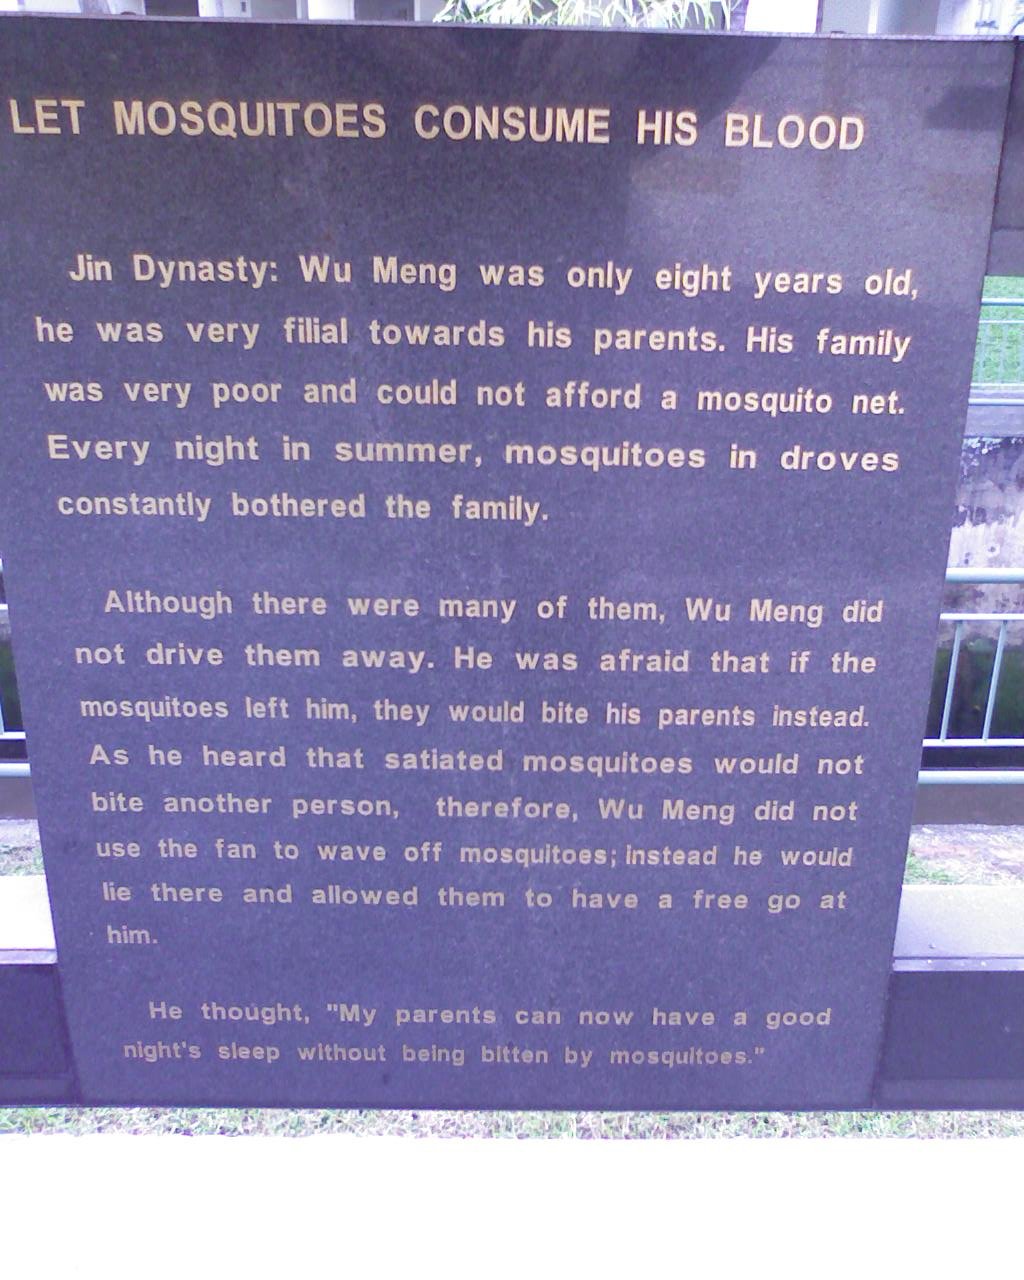 LET MOSQUITOES CONSUME HIS BLOOD
Jin Dynasty: Wu Meng was only eight years old,
he was very filial towards his parents. His family
was very poor and could not afford a mosquito net.
Every night in summer, mosquitoes in droves
constantly bothered the family.
Although there were many of them, Wu Meng did
not drive them away. He was afraid that if the
mosquitoes left him, they would bite his parents instead.
As he heard that satiated mosquitoes would not
bite another person, therefore, Wu Meng did not
use the fan to wave off mosquitoes; instead he would
lie there and allowed them to have a free go at
him.
He thought, "My parents can now have a good
night's sleep without being bitten by mosquitoes."